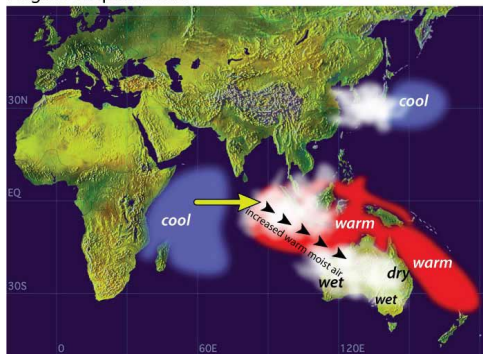 30N
cool
EQ
cool
increased warm moist air
warm
warm
dry
wet
wet
30S
0
60E
120E